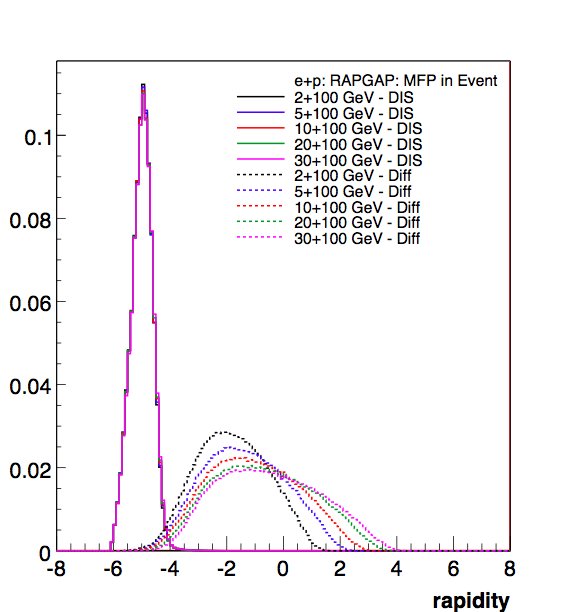 e+p: RAPGAP: MFP in Event
2+100 GeV - DIS
5+100 GeV - DIS
10+100 GeV - DIS
20+100 GeV - DIS
30+100 GeV - DIS
2+100 GeV - Diff
5+100 GeV - Diff
10+100 GeV - Diff
20+100 GeV - Diff
30+100 GeV - Diff
0.1
0.08
0.06
0.04
0.02
0
-8 -6 -4 -2 0 2 4 6 8
rapidity